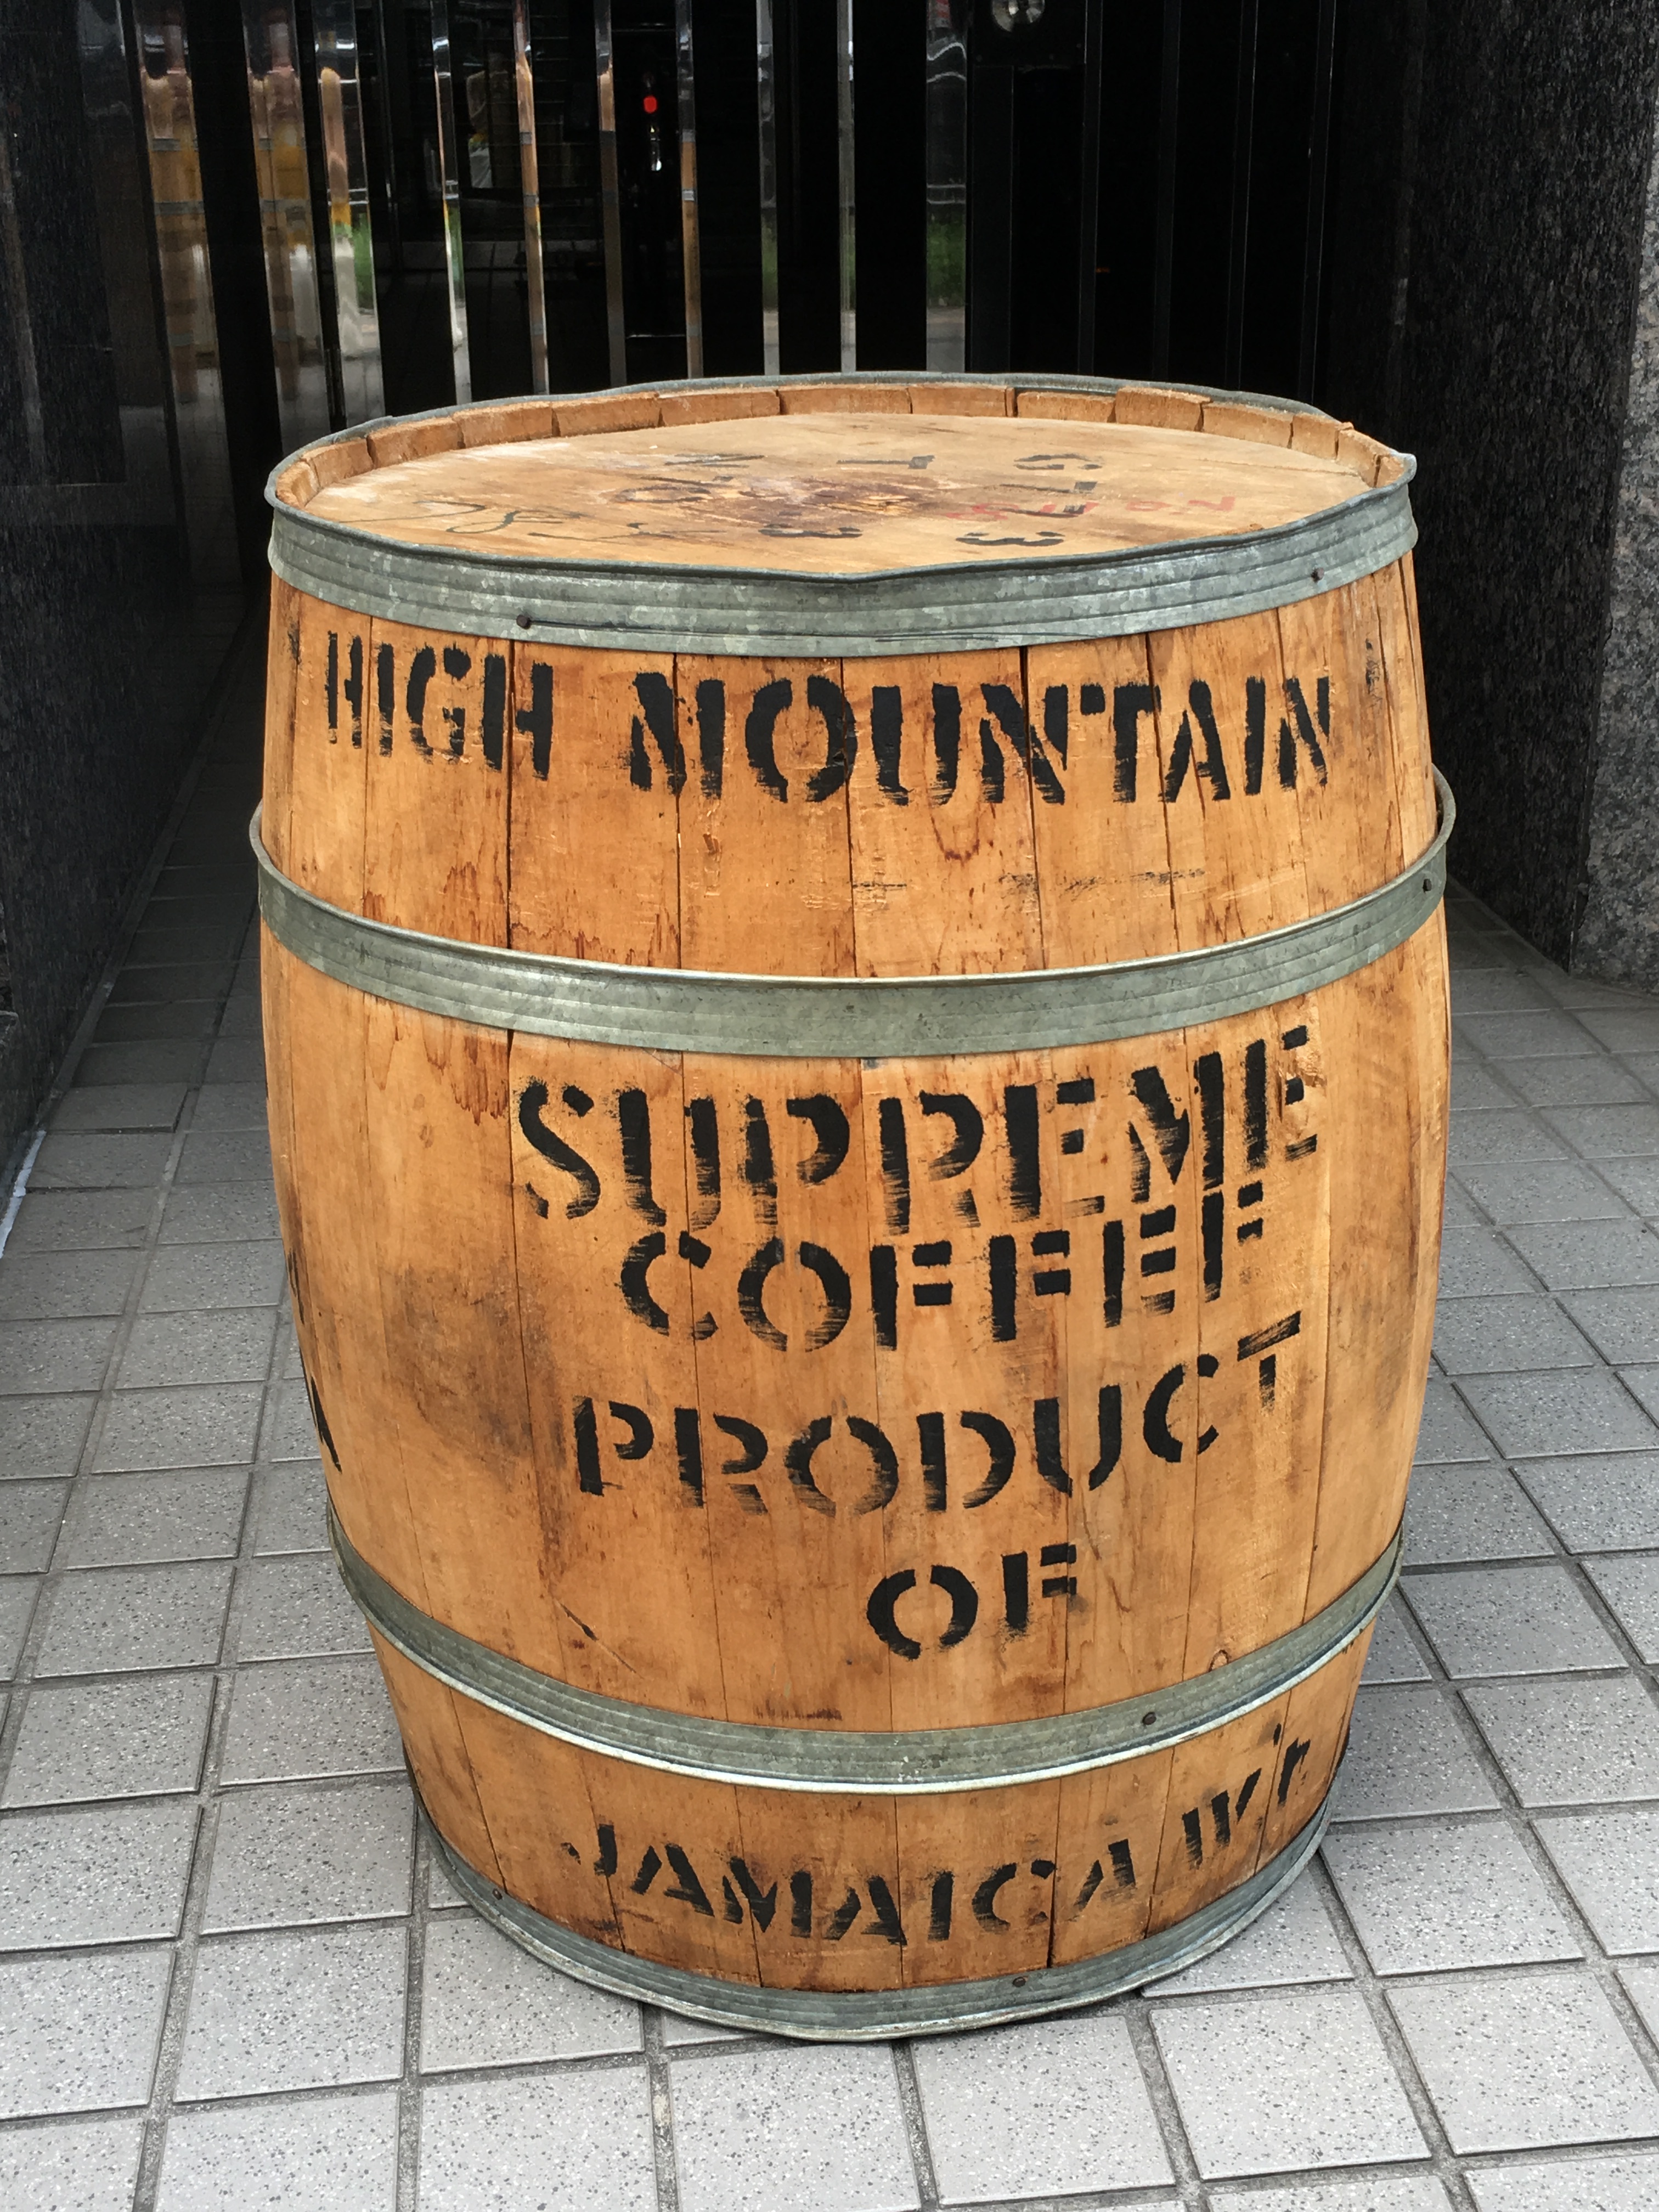 HIGH MOUNTAIN
SUPREME
COFFEE
PRODUCT
OF
JAMAICA W.I.